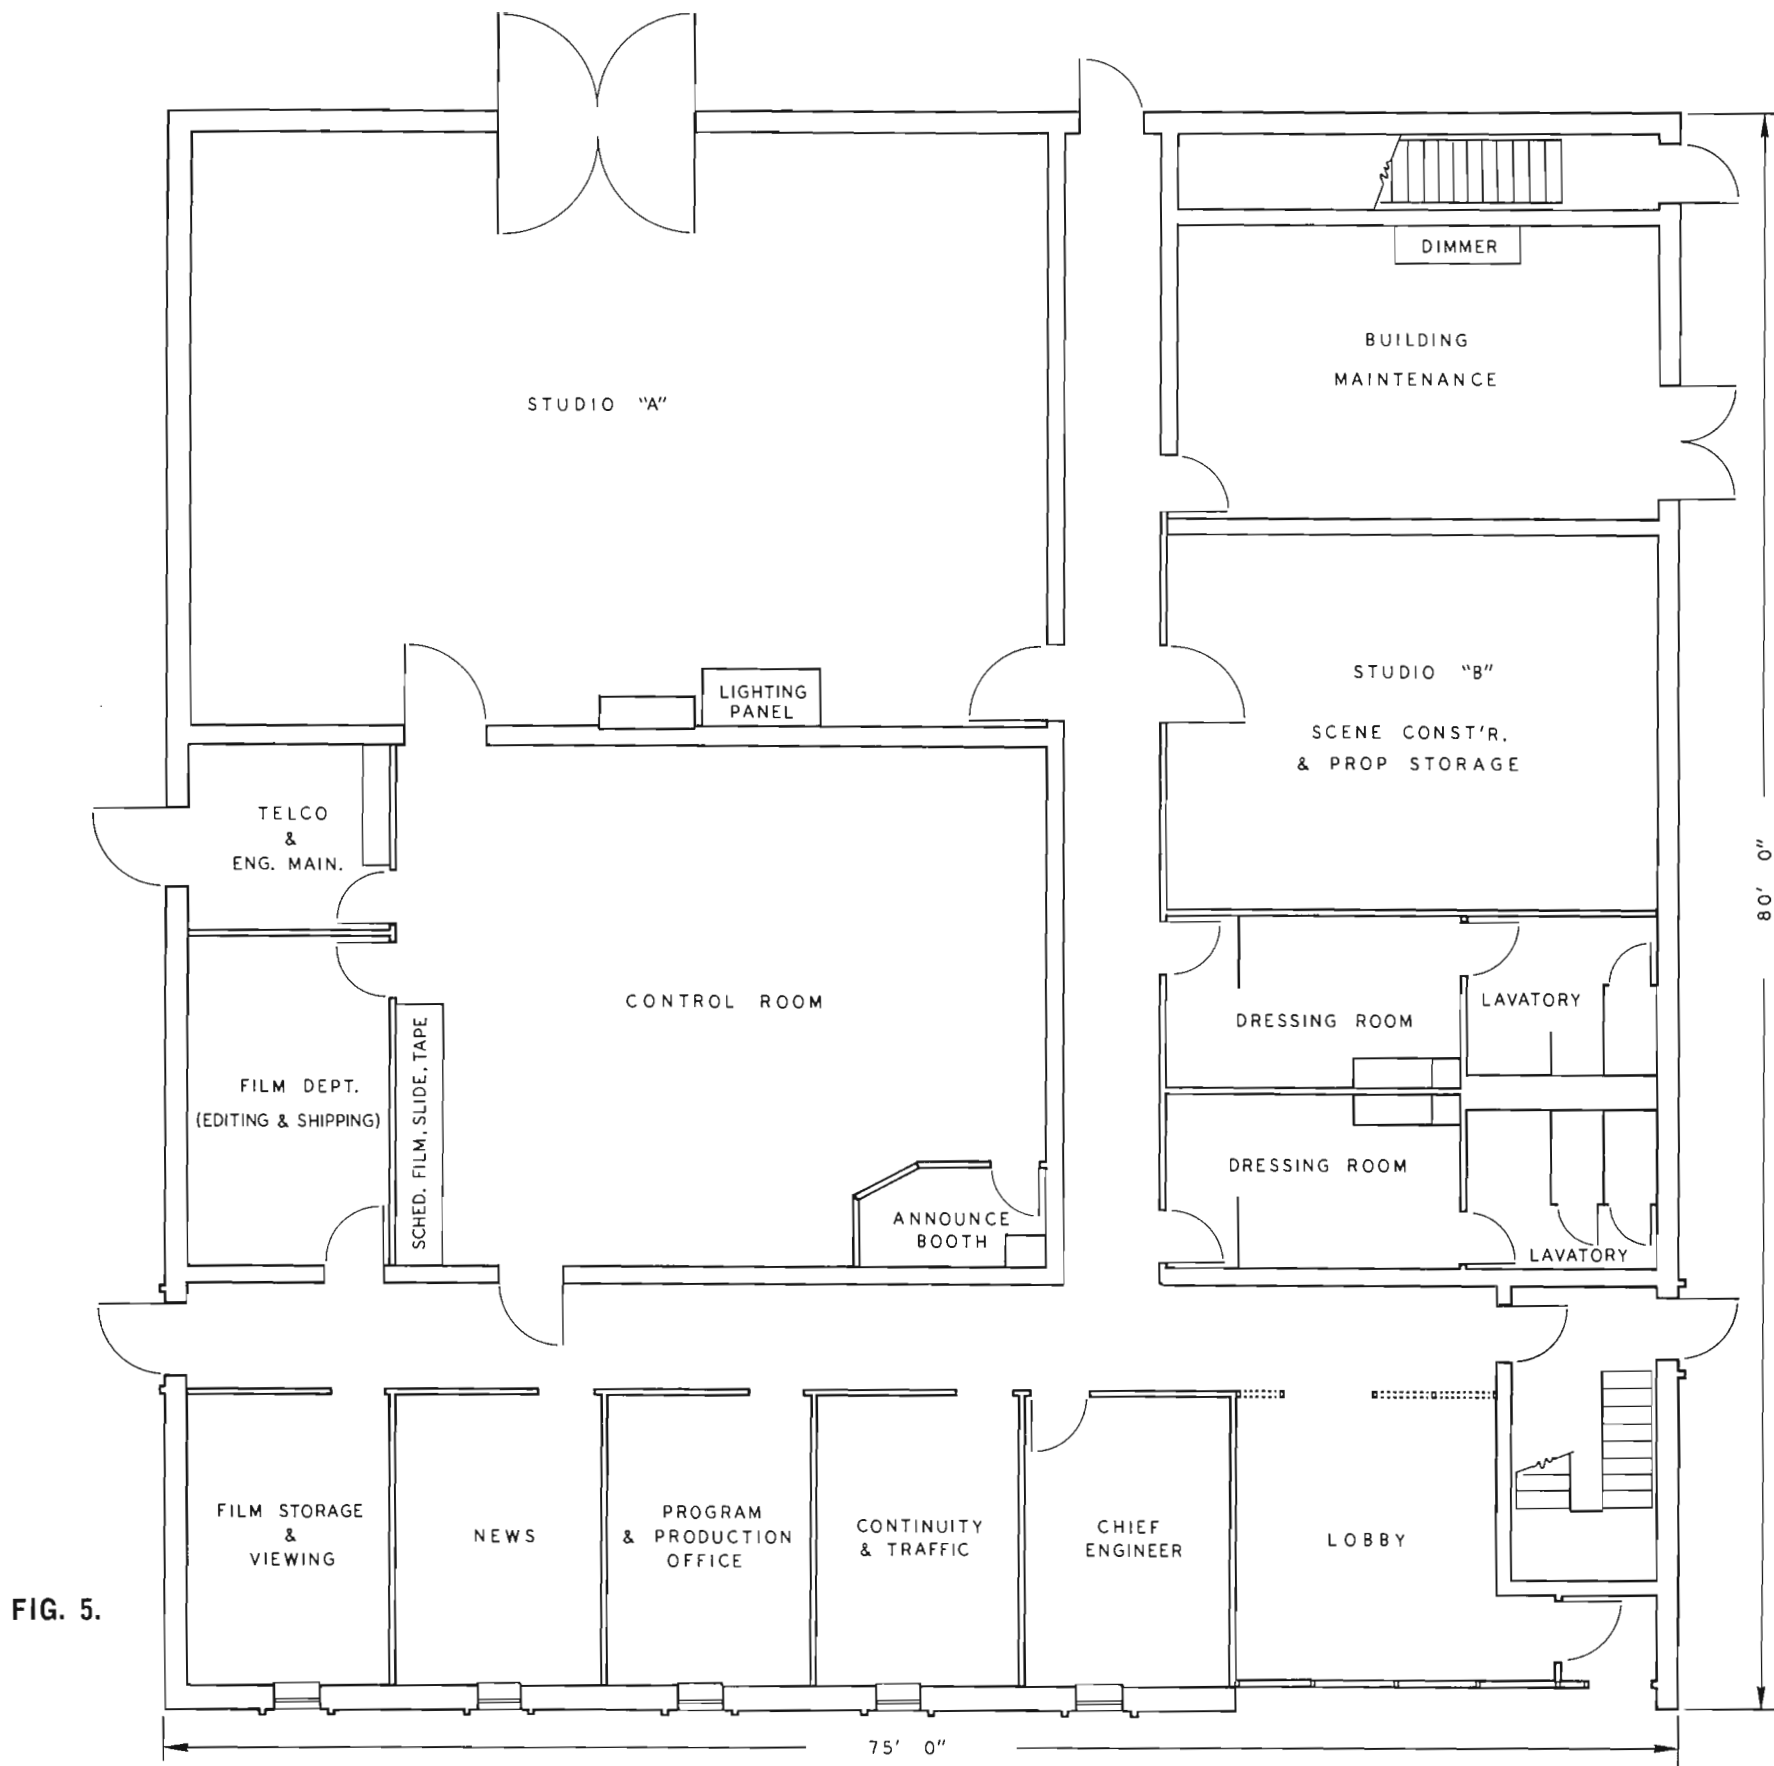 DIMMER
BUILDING
MAINTENANCE
STUDIO "A"
STUDIO "B"
LIGHTING
PANEL
SCENE CONST'R.
& PROP STORAGE
TELCO
&
ENG. MAIN.
80' 0"
CONTROL ROOM
LAVATORY
DRESSING ROOM
SCHED. FILM, SLIDE, TAPE
FILM DEPT.
(EDITING & SHIPPING)
DRESSING ROOM
ANNOUNCE
BOOTH
LAVATORY
FILM STORAGE
&
VIEWING
NEWS
PROGRAM
& PRODUCTION
OFFICE
CONTINUITY
& TRAFFIC
CHIEF
ENGINEER
LOBBY
FIG. 5.
75' 0"